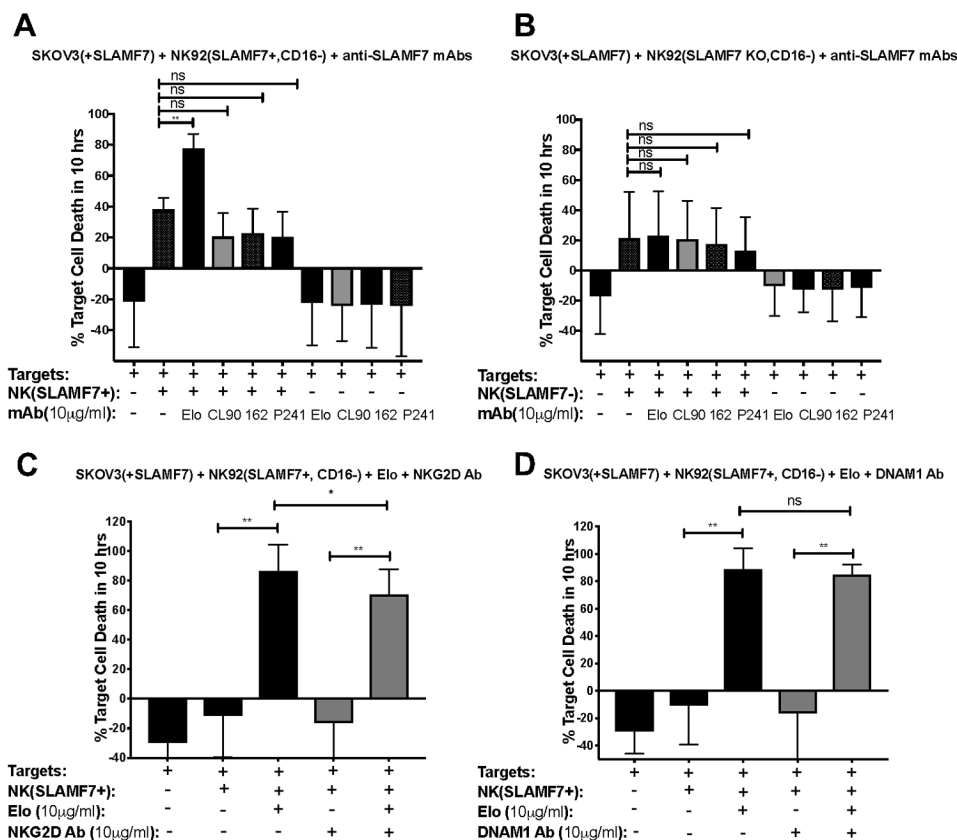 A
SKOV3(+SLAMF7) + NK92(SLAMF7+,CD16-) + anti-SLAMF7 mAbs
ns
ns
ns
**
% Target Cell Death in 10 hrs
100
80
60
40
20
0
-20
-40
Targets: + + + + + + + + + +
NK(SLAMF7+): - + + + + + - - - -
mAb(10µg/ml): - - Elo CL90 162 P241 Elo CL90 162 P241
B
SKOV3(+SLAMF7) + NK92(SLAMF7 KO,CD16-) + anti-SLAMF7 mAbs
ns
ns
ns
ns
% Target Cell Death in 10 hrs
100
80
60
40
20
0
-20
-40
Targets: + + + + + + + + + +
NK(SLAMF7-): - + + + + + - - - -
mAb(10µg/ml): - - Elo CL90 162 P241 Elo CL90 162 P241
C
SKOV3(+SLAMF7) + NK92(SLAMF7+, CD16-) + Elo + NKG2D Ab
*
**
**
% Target Cell Death in 10 hrs
120
100
80
60
40
20
0
-20
-40
Targets: + + + + +
NK(SLAMF7+): - + + + +
Elo (10µg/ml): - - + - +
NKG2D Ab (10µg/ml) - - - + +
D
SKOV3(+SLAMF7) + NK92(SLAMF7+, CD16-) + Elo + DNAM1 Ab
ns
**
**
% Target Cell Death in 10 hrs
120
100
80
60
40
20
0
-20
-40
Targets: + + + + +
NK(SLAMF7+): - + + + +
Elo (10µg/ml): - - + - +
DNAM1 Ab (10µg/ml) - - - + +